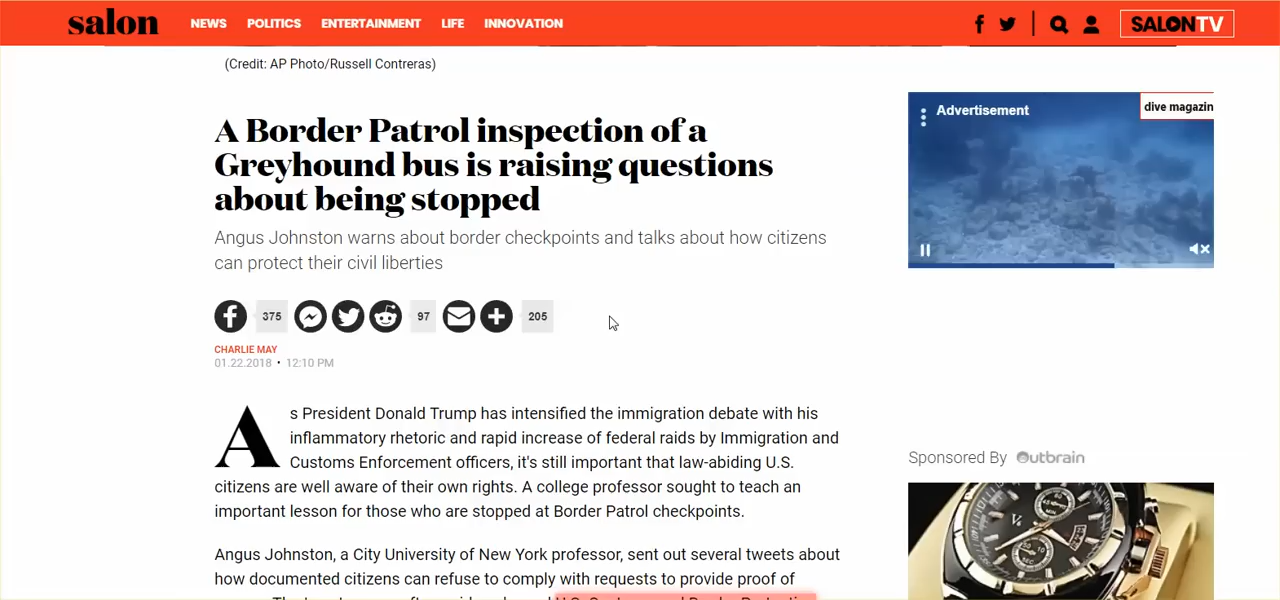 salon NEWS POLITICS ENTERTAINMENT LIFE INNOVATION SALONTV
(Credit: AP Photo/Russell Contreras)
A Border Patrol inspection of a
Greyhound bus is raising questions
about being stopped
Angus Johnston warns about border checkpoints and talks about how citizens
can protect their civil liberties
375 97 205
CHARLIE MAY
01.22.2018 • 12:10 PM
As President Donald Trump has intensified the immigration debate with his
inflammatory rhetoric and rapid increase of federal raids by Immigration and
Customs Enforcement officers, it's still important that law-abiding U.S.
citizens are well aware of their own rights. A college professor sought to teach an
important lesson for those who are stopped at Border Patrol checkpoints.
Angus Johnston, a City University of New York professor, sent out several tweets about
how documented citizens can refuse to comply with requests to provide proof of
Advertisement
dive magazin
Sponsored By Outbrain